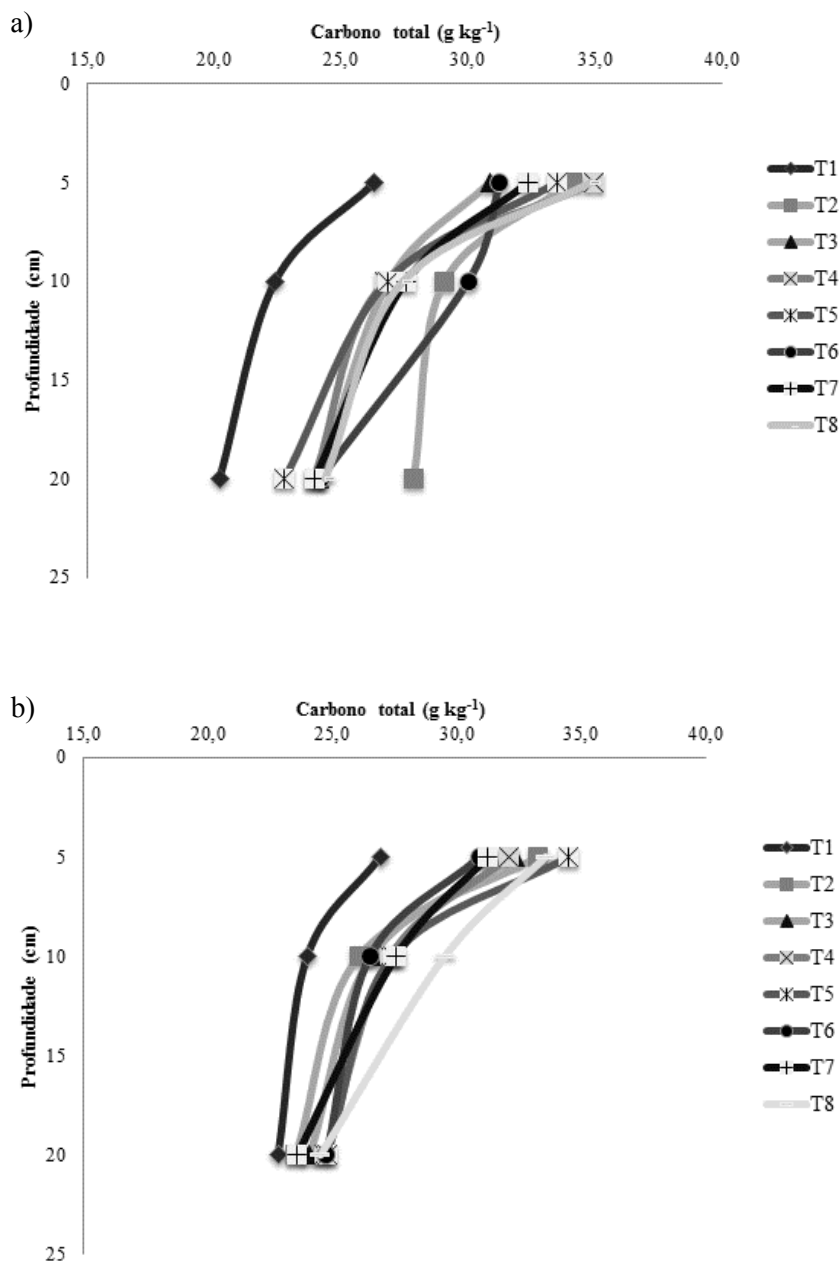 a)
Carbono total (g kg-1)
15,0 20,0 25,0 30,0 35,0 40,0
0
5
10
15
20
25
Profundidade (cm)
T1
T2
T3
T4
T5
T6
T7
T8
b)
Carbono total (g kg-1)
15,0 20,0 25,0 30,0 35,0 40,0
0
5
10
15
20
25
Profundidade (cm)
T1
T2
T3
T4
T5
T6
T7
T8